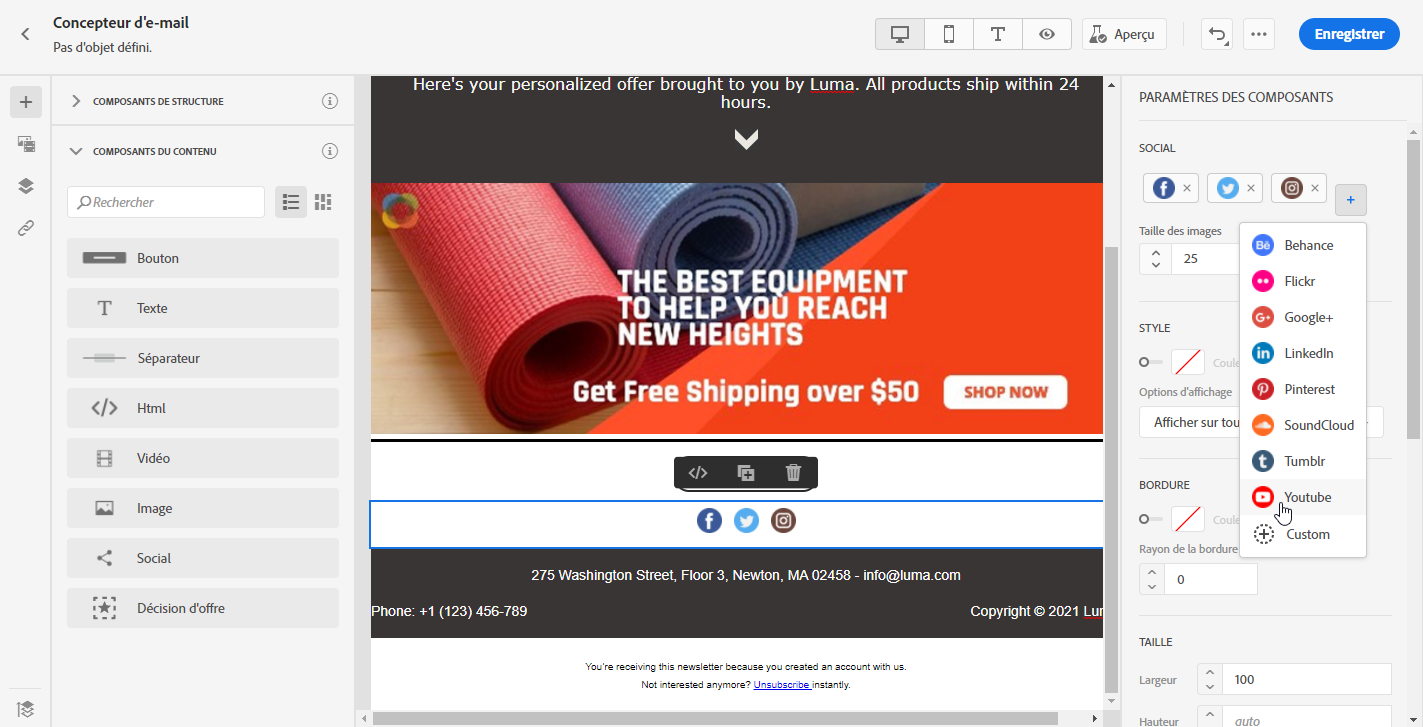 Concepteur d'e-mail
Pas d'objet défini.
Aperçu
Enregistrer
COMPOSANTS DE STRUCTURE
COMPOSANTS DU CONTENU
Rechercher
Bouton
Texte
Séparateur
Html
Vidéo
Image
Social
Décision d'offre
Here's your personalized offer brought to you by Luma. All products ship within 24
hours.
THE BEST EQUIPMENT
TO HELP YOU REACH
NEW HEIGHTS
Get Free Shipping over $50
SHOP NOW
275 Washington Street, Floor 3, Newton, MA 02458 - info@luma.com
Phone: +1 (123) 456-789
Copyright © 2021 Lu
You're receiving this newsletter because you created an account with us.
Not interested anymore? Unsubscribe instantly.
PARAMÈTRES DES COMPOSANTS
SOCIAL
Taille des images
25
Behance
Flickr
Google+
LinkedIn
Pinterest
SoundCloud
Tumblr
Youtube
Custom
STYLE
Coule
Options d'affichage
Afficher sur tou
BORDURE
Coule
Rayon de la bordure
0
TAILLE
Largeur
100
Hauteur
auto